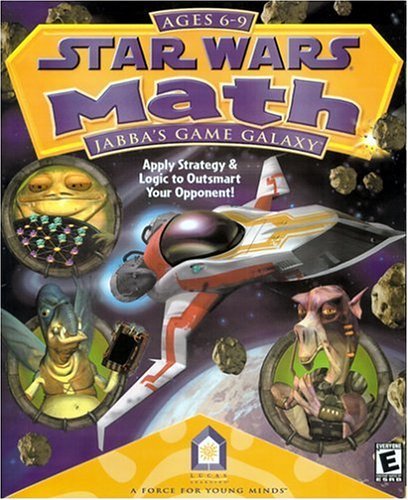 AGES 6-9
STAR WARS
Math
JABBA'S GAME GALAXY
Apply Strategy &
Logic to Outsmart
Your Opponent!
EVERYONE
E
ESRB
LUCAS
LEARNING
A FORCE FOR YOUNG MINDS™